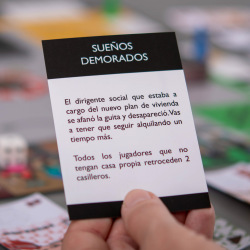 SUEÑOS
DEMORADOS
El dirigente social que estaba a
cargo del nuevo plan de vivienda
se afanó la guita y desapareció. Vas
a tener que seguir alquilando un
tiempo más.
Todos los jugadores que no
tengan casa propia retroceden 2
casilleros.